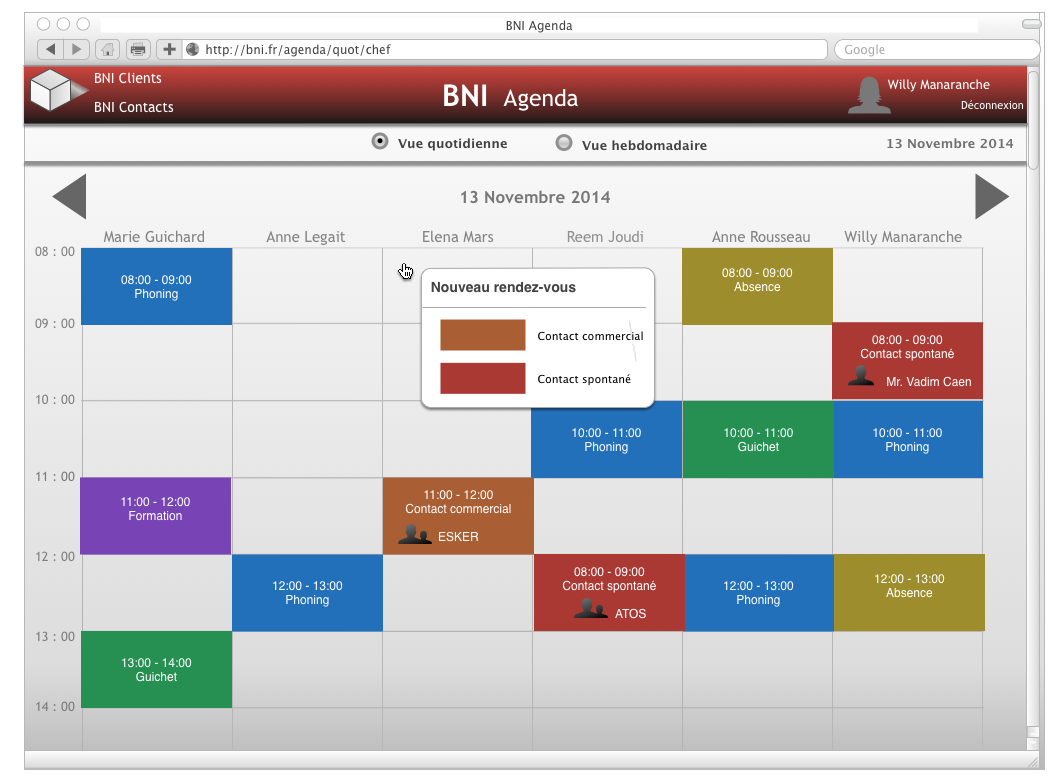 BNI Agenda
http://bni.fr/agenda/quot/chef
Google
BNI Clients
BNI Contacts
BNI Agenda
Willy Manaranche
Déconnexion
Vue quotidienne
Vue hebdomadaire
13 Novembre 2014
13 Novembre 2014
Marie Guichard
Anne Legait
Elena Mars
Reem Joudi
Anne Rousseau
Willy Manaranche
08 : 00
08:00 - 09:00
Phoning
08:00 - 09:00
Absence
Nouveau rendez-vous
Contact commercial
Contact spontané
09 : 00
08:00 - 09:00
Contact spontané
Mr. Vadim Caen
10 : 00
10:00 - 11:00
Phoning
10:00 - 11:00
Guichet
10:00 - 11:00
Phoning
11 : 00
11:00 - 12:00
Formation
11:00 - 12:00
Contact commercial
ESKER
12 : 00
12:00 - 13:00
Phoning
08:00 - 09:00
Contact spontané
ATOS
12:00 - 13:00
Phoning
12:00 - 13:00
Absence
13 : 00
13:00 - 14:00
Guichet
14 : 00